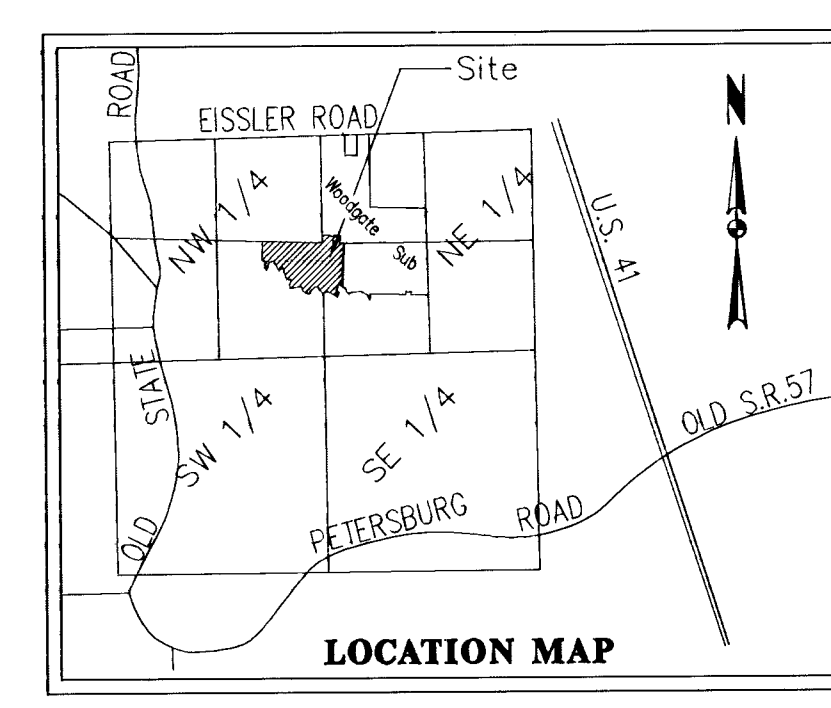 Site
ROAD
N
EISSLER ROAD
NW 1/4
Woodgate
Sub
NE 1/4
U.S. 41
STATE
OLD
SW 1/4
SE 1/4
OLD S.R.57
PETERSBURG ROAD
LOCATION MAP